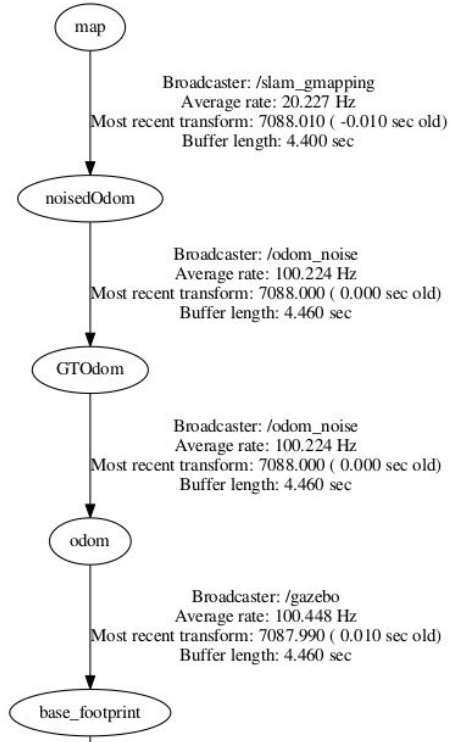 map
Broadcaster: /slam_gmapping
Average rate: 20.227 Hz
Most recent transform: 7088.010 ( -0.010 sec old)
Buffer length: 4.400 sec
noisedOdom
Broadcaster: /odom_noise
Average rate: 100.224 Hz
Most recent transform: 7088.000 ( 0.000 sec old)
Buffer length: 4.460 sec
GTOdom
Broadcaster: /odom_noise
Average rate: 100.224 Hz
Most recent transform: 7088.000 ( 0.000 sec old)
Buffer length: 4.460 sec
odom
Broadcaster: /gazebo
Average rate: 100.448 Hz
Most recent transform: 7087.990 ( 0.010 sec old)
Buffer length: 4.460 sec
base_footprint